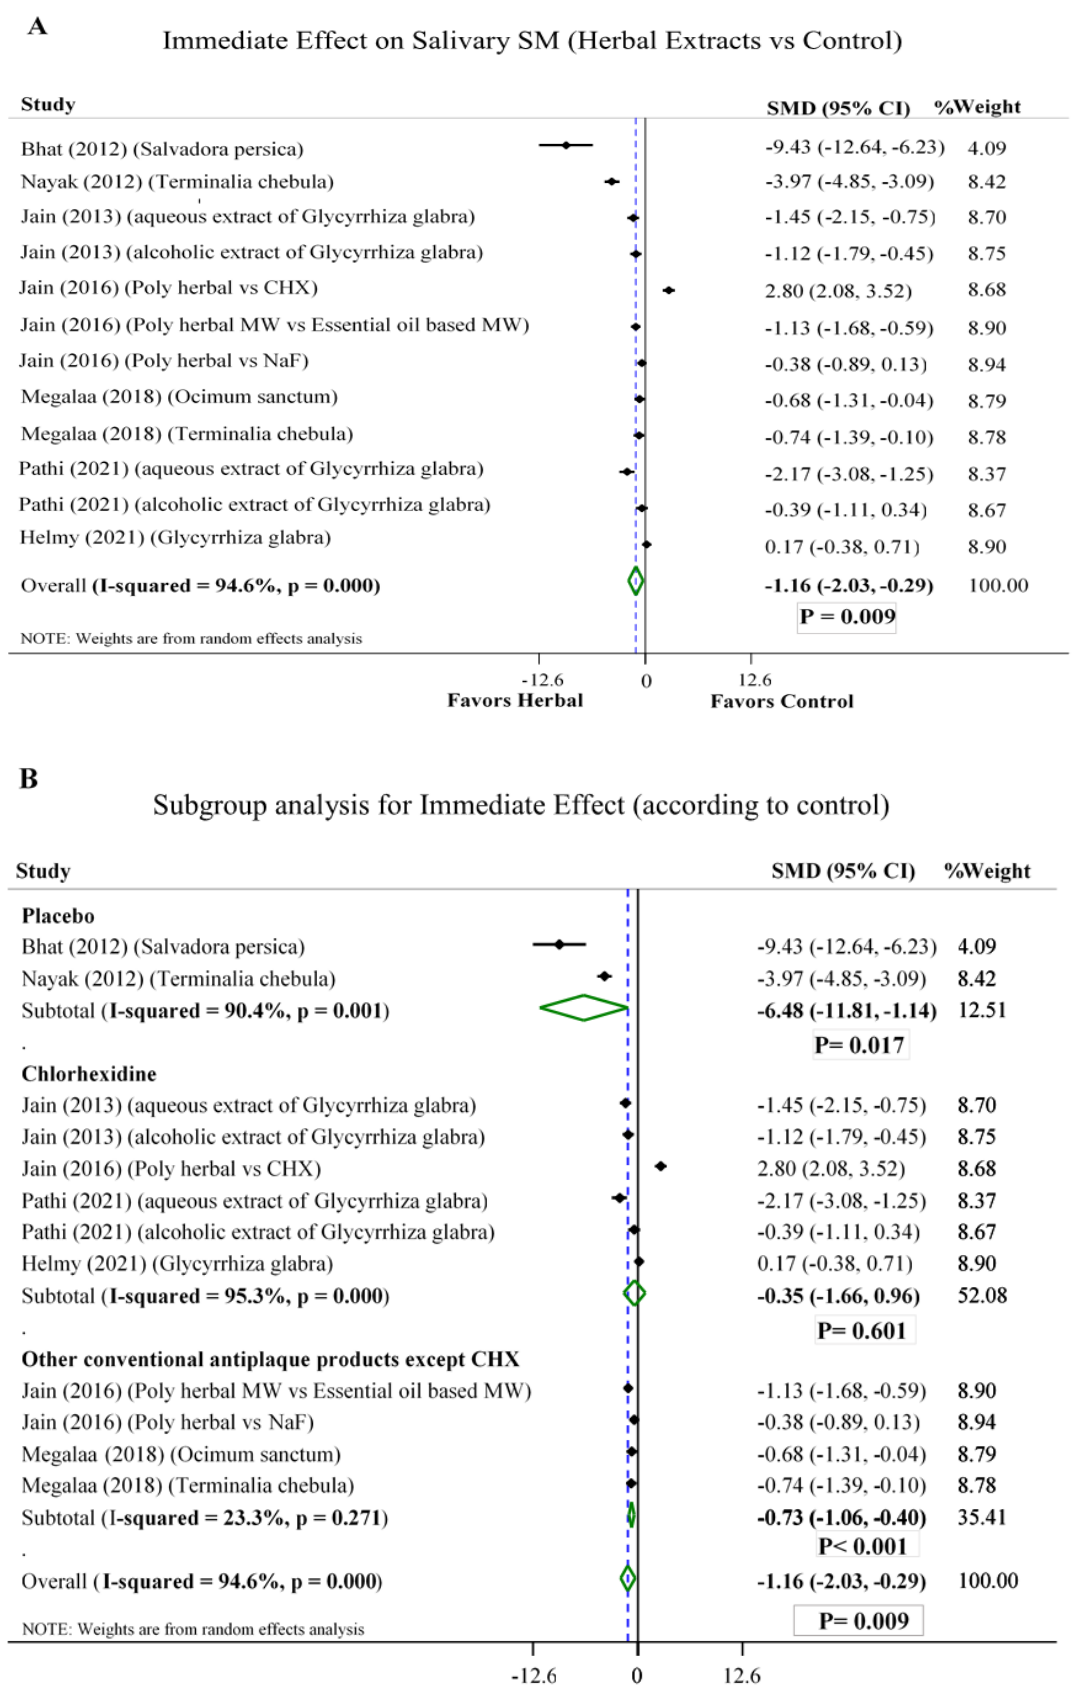 A
Immediate Effect on Salivary SM (Herbal Extracts vs Control)
Study SMD (95% CI) %Weight
Bhat (2012) (Salvadora persica) -9.43 (-12.64, -6.23) 4.09
Nayak (2012) (Terminalia chebula) -3.97 (-4.85, -3.09) 8.42
Jain (2013) (aqueous extract of Glycyrrhiza glabra) -1.45 (-2.15, -0.75) 8.70
Jain (2013) (alcoholic extract of Glycyrrhiza glabra) -1.12 (-1.79, -0.45) 8.75
Jain (2016) (Poly herbal vs CHX) 2.80 (2.08, 3.52) 8.68
Jain (2016) (Poly herbal MW vs Essential oil based MW) -1.13 (-1.68, -0.59) 8.90
Jain (2016) (Poly herbal vs NaF) -0.38 (-0.89, 0.13) 8.94
Megalaa (2018) (Ocimum sanctum) -0.68 (-1.31, -0.04) 8.79
Megalaa (2018) (Terminalia chebula) -0.74 (-1.39, -0.10) 8.78
Pathi (2021) (aqueous extract of Glycyrrhiza glabra) -2.17 (-3.08, -1.25) 8.37
Pathi (2021) (alcoholic extract of Glycyrrhiza glabra) -0.39 (-1.11, 0.34) 8.67
Helmy (2021) (Glycyrrhiza glabra) 0.17 (-0.38, 0.71) 8.90
Overall (I-squared = 94.6%, p = 0.000) -1.16 (-2.03, -0.29) 100.00
P = 0.009
NOTE: Weights are from random effects analysis
-12.6 0 12.6
Favors Herbal Favors Control
B
Subgroup analysis for Immediate Effect (according to control)
Study SMD (95% CI) %Weight
Placebo
Bhat (2012) (Salvadora persica) -9.43 (-12.64, -6.23) 4.09
Nayak (2012) (Terminalia chebula) -3.97 (-4.85, -3.09) 8.42
Subtotal (I-squared = 90.4%, p = 0.001) -6.48 (-11.81, -1.14) 12.51
. P= 0.017
Chlorhexidine
Jain (2013) (aqueous extract of Glycyrrhiza glabra) -1.45 (-2.15, -0.75) 8.70
Jain (2013) (alcoholic extract of Glycyrrhiza glabra) -1.12 (-1.79, -0.45) 8.75
Jain (2016) (Poly herbal vs CHX) 2.80 (2.08, 3.52) 8.68
Pathi (2021) (aqueous extract of Glycyrrhiza glabra) -2.17 (-3.08, -1.25) 8.37
Pathi (2021) (alcoholic extract of Glycyrrhiza glabra) -0.39 (-1.11, 0.34) 8.67
Helmy (2021) (Glycyrrhiza glabra) 0.17 (-0.38, 0.71) 8.90
Subtotal (I-squared = 95.3%, p = 0.000) -0.35 (-1.66, 0.96) 52.08
. P= 0.601
Other conventional antiplaque products except CHX
Jain (2016) (Poly herbal MW vs Essential oil based MW) -1.13 (-1.68, -0.59) 8.90
Jain (2016) (Poly herbal vs NaF) -0.38 (-0.89, 0.13) 8.94
Megalaa (2018) (Ocimum sanctum) -0.68 (-1.31, -0.04) 8.79
Megalaa (2018) (Terminalia chebula) -0.74 (-1.39, -0.10) 8.78
Subtotal (I-squared = 23.3%, p = 0.271) -0.73 (-1.06, -0.40) 35.41
. P< 0.001
Overall (I-squared = 94.6%, p = 0.000) -1.16 (-2.03, -0.29) 100.00
P= 0.009
NOTE: Weights are from random effects analysis
-12.6 0 12.6